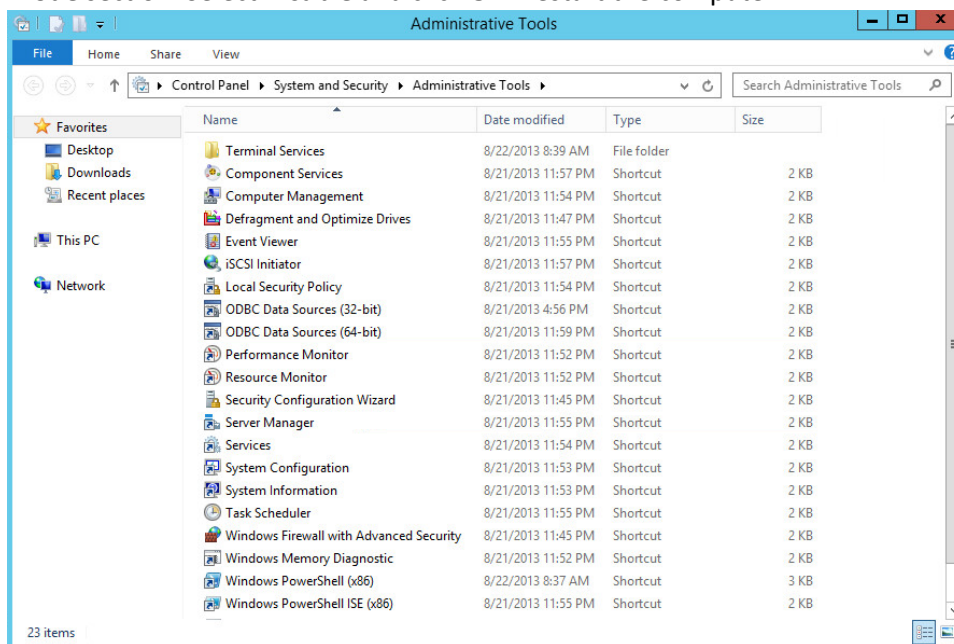 Administrative Tools
File Home Share View
Control Panel System and Security Administrative Tools
Search Administrative Tools
Favorites
Desktop
Downloads
Recent places
This PC
Network
Name Date modified Type Size
Terminal Services 8/22/2013 8:39 AM File folder
Component Services 8/21/2013 11:57 PM Shortcut 2 KB
Computer Management 8/21/2013 11:54 PM Shortcut 2 KB
Defragment and Optimize Drives 8/21/2013 11:47 PM Shortcut 2 KB
Event Viewer 8/21/2013 11:55 PM Shortcut 2 KB
iSCSI Initiator 8/21/2013 11:57 PM Shortcut 2 KB
Local Security Policy 8/21/2013 11:54 PM Shortcut 2 KB
ODBC Data Sources (32-bit) 8/21/2013 4:56 PM Shortcut 2 KB
ODBC Data Sources (64-bit) 8/21/2013 11:59 PM Shortcut 2 KB
Performance Monitor 8/21/2013 11:52 PM Shortcut 2 KB
Resource Monitor 8/21/2013 11:52 PM Shortcut 2 KB
Security Configuration Wizard 8/21/2013 11:45 PM Shortcut 2 KB
Server Manager 8/21/2013 11:55 PM Shortcut 2 KB
Services 8/21/2013 11:54 PM Shortcut 2 KB
System Configuration 8/21/2013 11:53 PM Shortcut 2 KB
System Information 8/21/2013 11:53 PM Shortcut 2 KB
Task Scheduler 8/21/2013 11:55 PM Shortcut 2 KB
Windows Firewall with Advanced Security 8/21/2013 11:45 PM Shortcut 2 KB
Windows Memory Diagnostic 8/21/2013 11:52 PM Shortcut 2 KB
Windows PowerShell (x86) 8/22/2013 8:37 AM Shortcut 3 KB
Windows PowerShell ISE (x86) 8/21/2013 11:55 PM Shortcut 2 KB
23 items